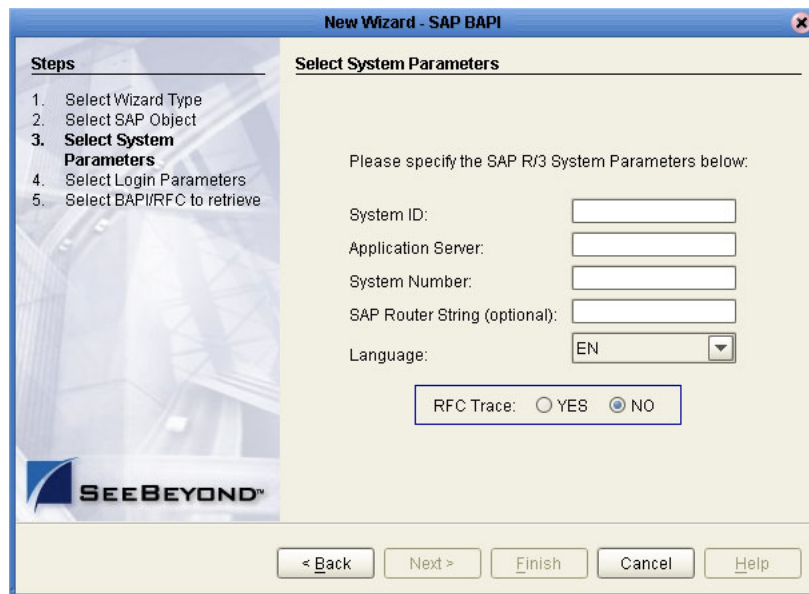 New Wizard - SAP BAPI
Steps
1. Select Wizard Type
2. Select SAP Object
3. Select System
Parameters
4. Select Login Parameters
5. Select BAPI/RFC to retrieve
Select System Parameters
Please specify the SAP R/3 System Parameters below:
System ID:
Application Server:
System Number:
SAP Router String (optional):
Language: EN
RFC Trace: YES NO
SEEBEYOND™
< Back Next > Finish Cancel Help